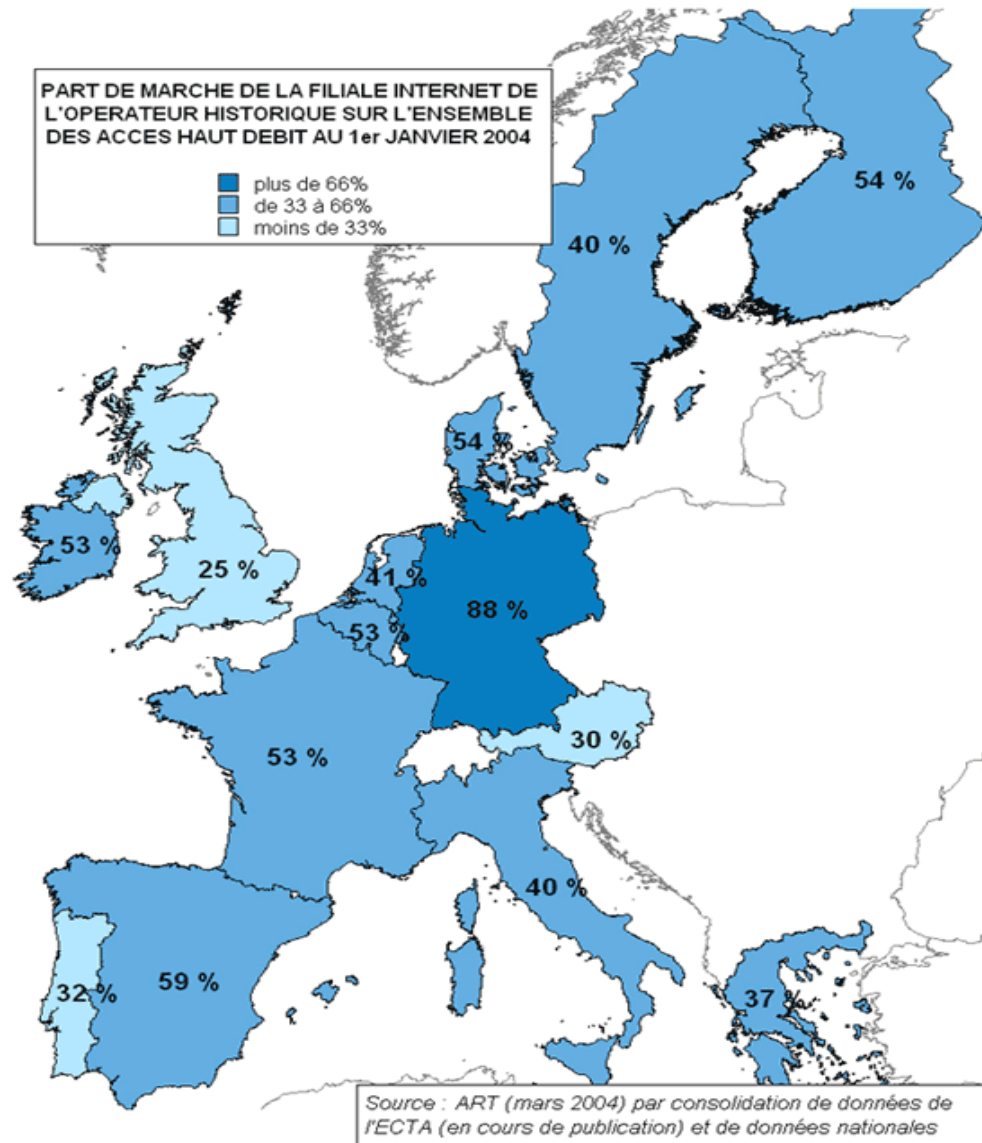 PART DE MARCHE DE LA FILIALE INTERNET DE
L'OPERATEUR HISTORIQUE SUR L'ENSEMBLE
DES ACCES HAUT DEBIT AU 1er JANVIER 2004
plus de 66%
de 33 à 66%
moins de 33%
54 %
40 %
54 %
53 %
25 %
41 %
53 %
88 %
30 %
53 %
40 %
59 %
32 %
37 %
Source : ART (mars 2004) par consolidation de données de
l'ECTA (en cours de publication) et de données nationales